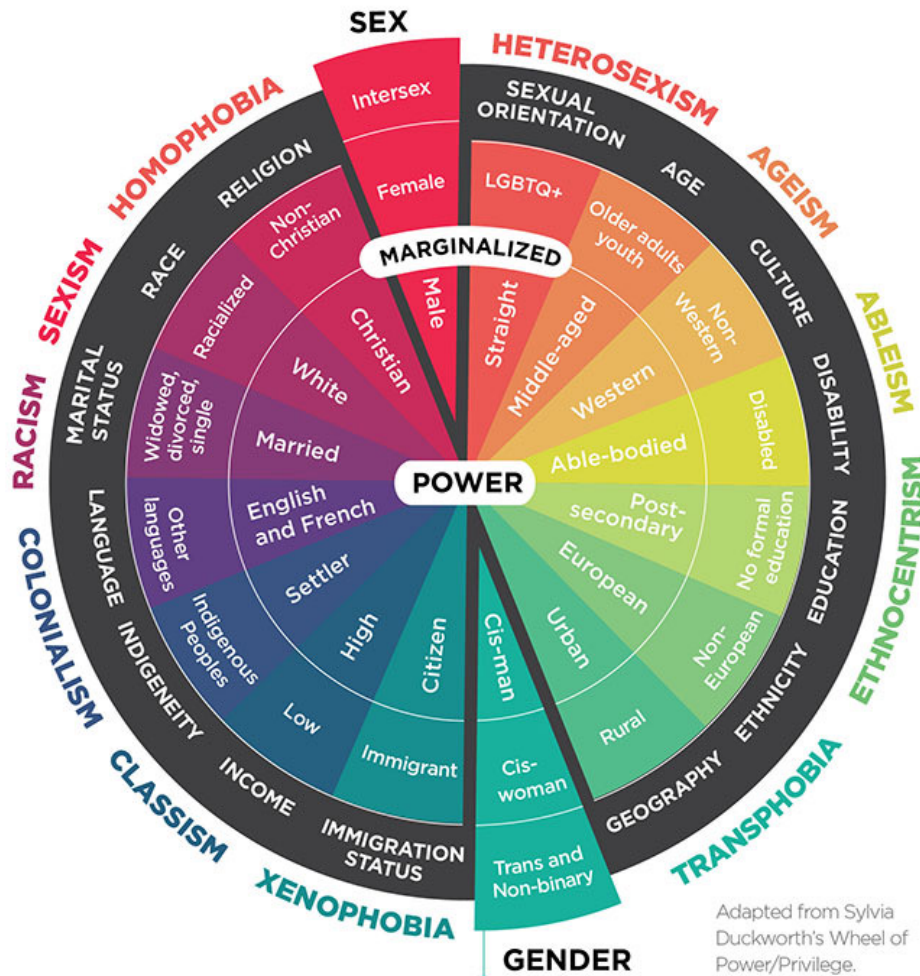 SEX
HETEROSEXISM
AGEISM
ABLEISM
ETHNOCENTRISM
TRANSPHOBIA
GENDER
XENOPHOBIA
CLASSISM
COLONIALISM
RACISM
SEXISM
HOMOPHOBIA
SEXUAL
ORIENTATION
AGE
CULTURE
DISABILITY
EDUCATION
ETHNICITY
GEOGRAPHY
IMMIGRATION
STATUS
INCOME
INDIGENEITY
LANGUAGE
MARITAL
STATUS
RACE
RELIGION
Intersex
Female
Male
LGBTQ+
Straight
Older adults
youth
Middle-aged
Non-
Western
Western
Disabled
Able-bodied
No formal
education
Post-
secondary
Non-
European
European
Rural
Urban
Cis-man
Cis-
woman
Trans and
Non-binary
Immigrant
Citizen
Low
High
Indigenous
Peoples
Settler
Other
languages
English
and French
Widowed,
divorced,
single
Married
Racialized
White
Non-
Christian
Christian
MARGINALIZED
POWER
Adapted from Sylvia
Duckworth's Wheel of
Power/Privilege.